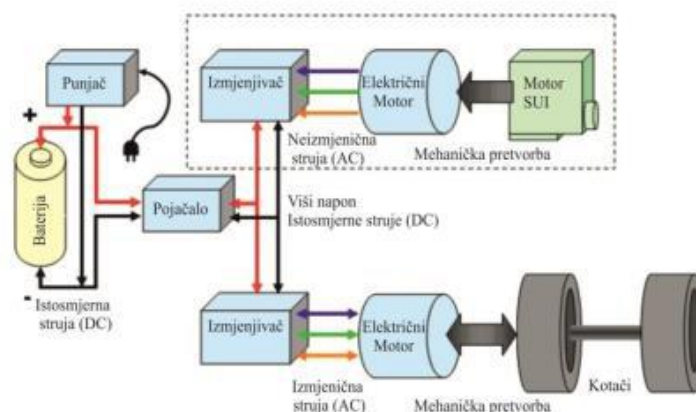 Punjač
+
Baterija
-
Istosmjerna
struja (DC)
Pojačalo
Izmjenjivač
Električni
Motor
Motor
SUI
Neizmjenična
struja (AC)
Mehanička pretvorba
Viši napon
Istosmjerne struje (DC)
Izmjenjivač
Električni
Motor
Izmjenična
struja (AC)
Mehanička pretvorba
Kotači